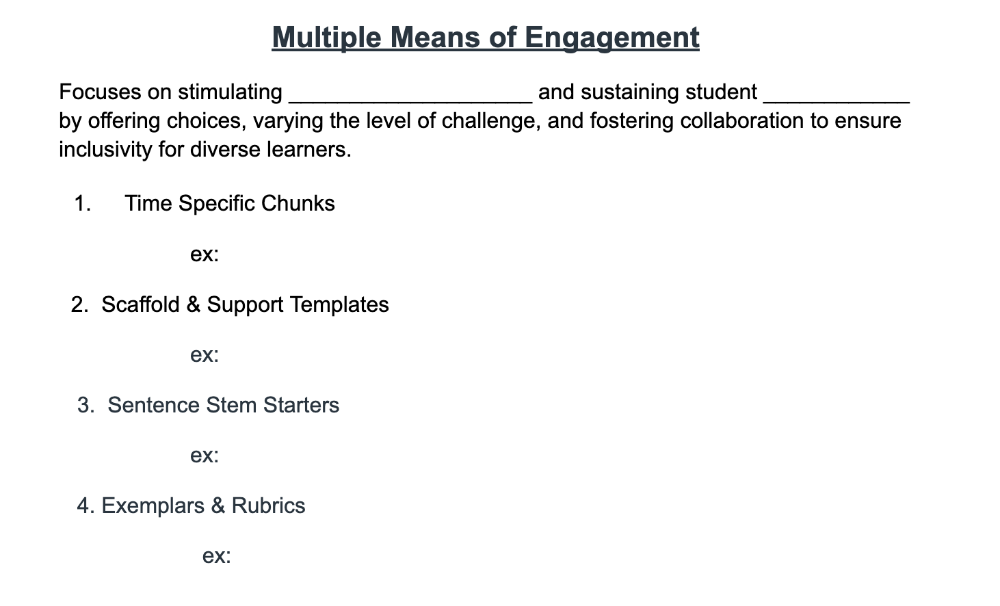 Multiple Means of Engagement
Focuses on stimulating ____________________ and sustaining student ____________
by offering choices, varying the level of challenge, and fostering collaboration to ensure
inclusivity for diverse learners.
1. Time Specific Chunks
ex:
2. Scaffold & Support Templates
ex:
3. Sentence Stem Starters
ex:
4. Exemplars & Rubrics
ex: